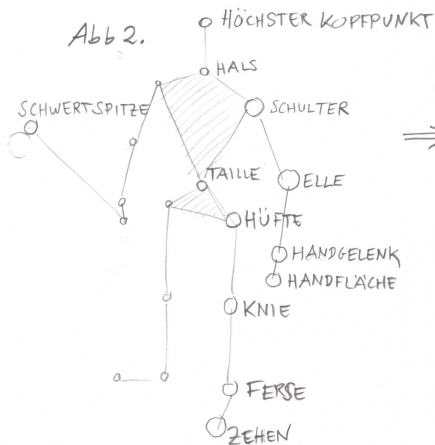 Abb 2.
HÖCHSTER KOPFPUNKT
HALS
SCHWERTSPITZE
SCHULTER
TAILLE
ELLE
HÜFTE
HANDGELENK
HANDFLÄCHE
KNIE
FERSE
ZEHEN